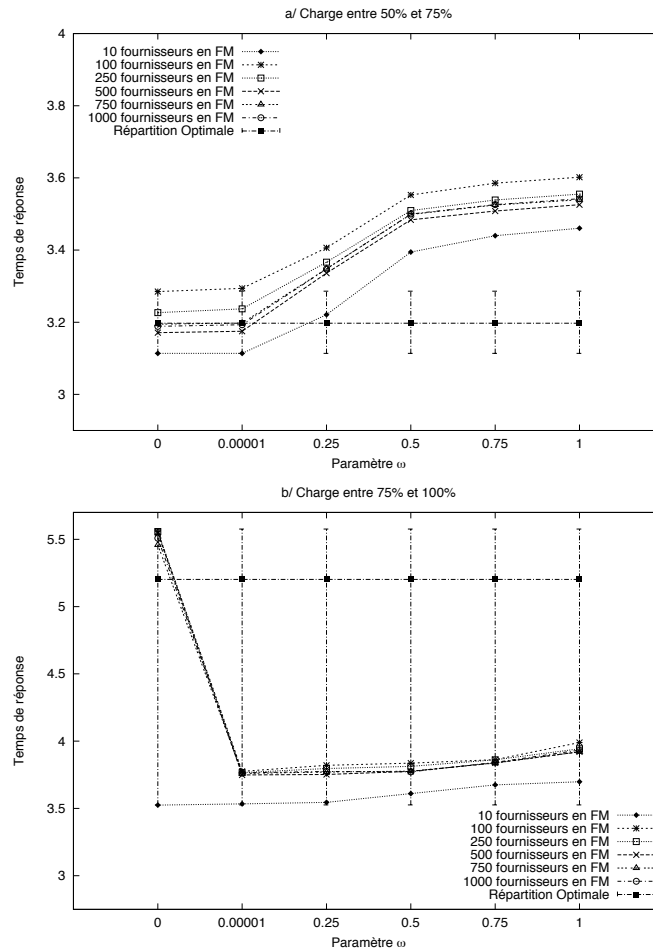 a/ Charge entre 50% et 75%
4
3.8
3.6
3.4
3.2
3
Temps de réponse
10 fournisseurs en FM
100 fournisseurs en FM
250 fournisseurs en FM
500 fournisseurs en FM
750 fournisseurs en FM
1000 fournisseurs en FM
Répartition Optimale
0 0.00001 0.25 0.5 0.75 1
Paramètre ω
b/ Charge entre 75% et 100%
5.5
5
4.5
4
3.5
3
Temps de réponse
10 fournisseurs en FM
100 fournisseurs en FM
250 fournisseurs en FM
500 fournisseurs en FM
750 fournisseurs en FM
1000 fournisseurs en FM
Répartition Optimale
0 0.00001 0.25 0.5 0.75 1
Paramètre ω